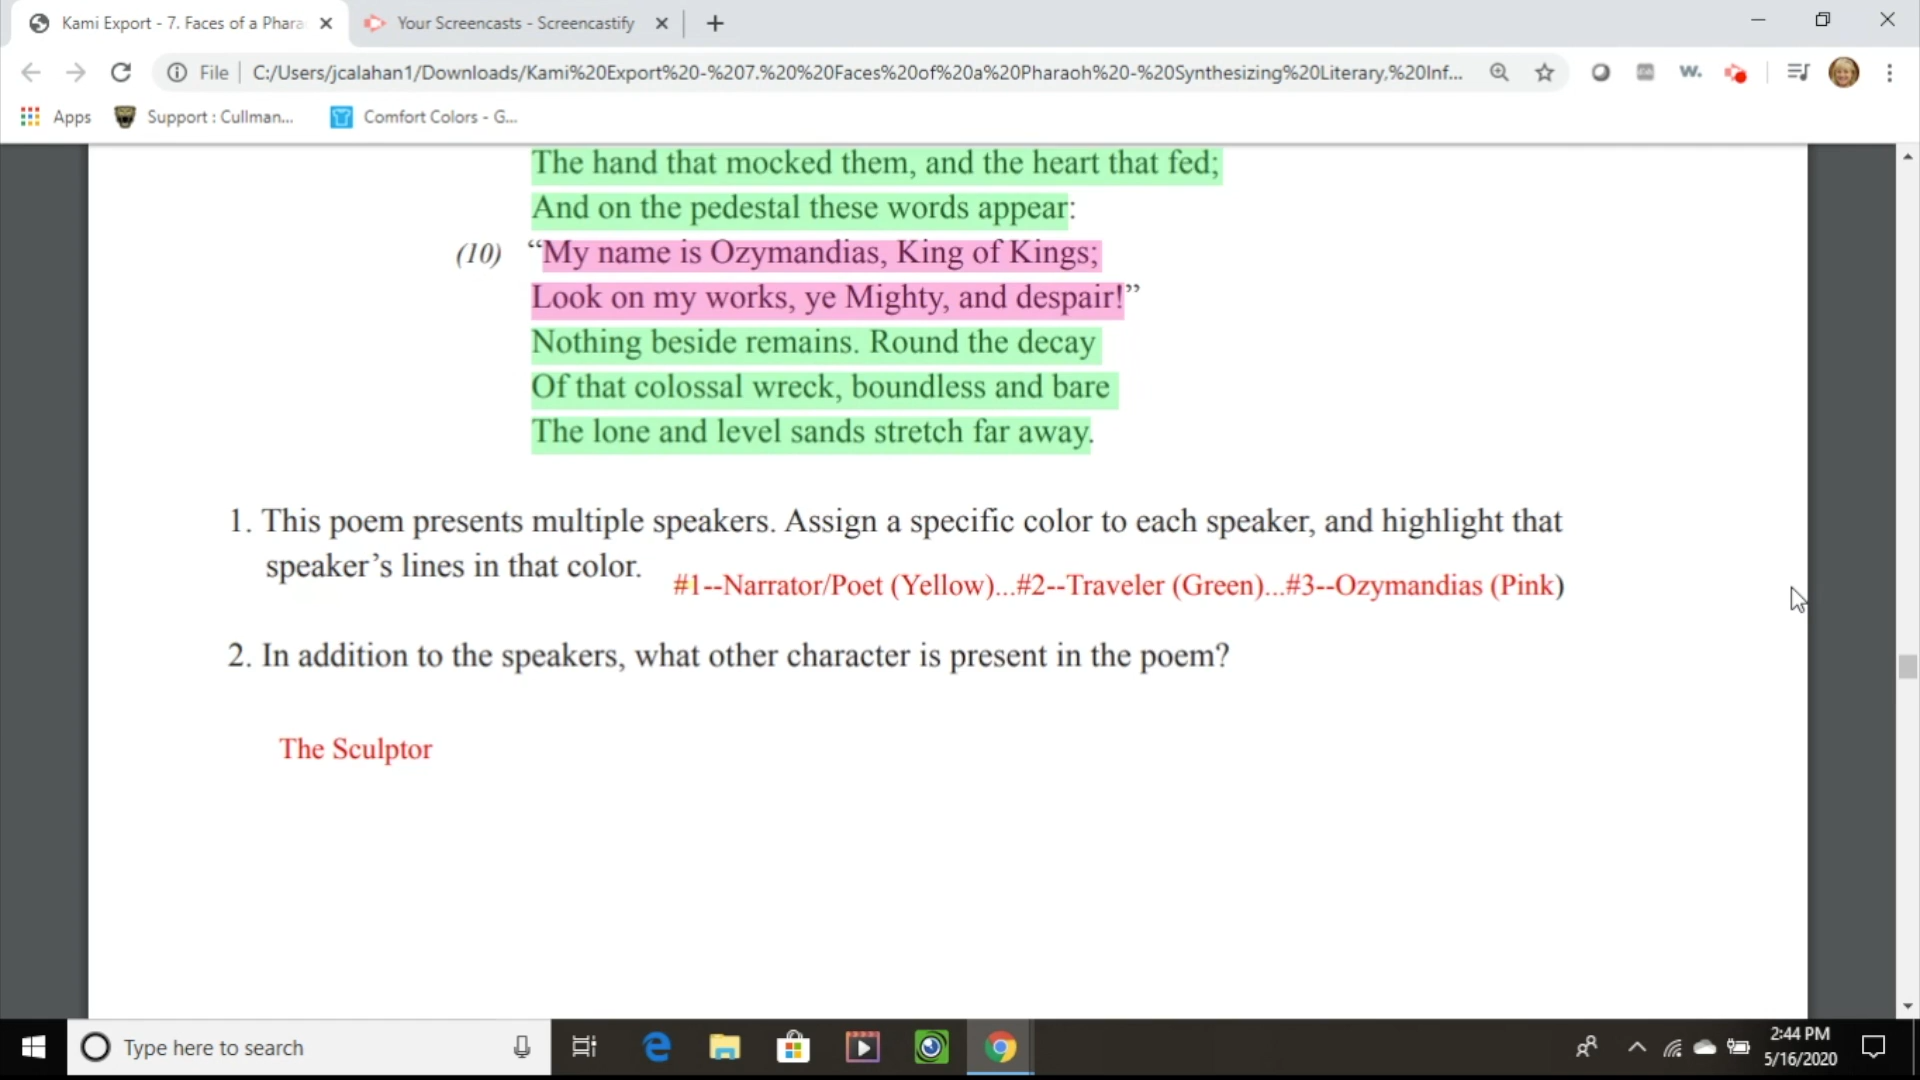 Kami Export - 7. Faces of a Phara
Your Screencasts - Screencastify
File
C:/Users/jcalahan1/Downloads/Kami%20Export%20-%207.%20%20Faces%20of%20a%20Pharaoh%20-%20Synthesizing%20Literary,%20Inf...
w.
Apps
Support : Cullman...
Comfort Colors - G...
The hand that mocked them, and the heart that fed;
And on the pedestal these words appear:
(10) “My name is Ozymandias, King of Kings;
Look on my works, ye Mighty, and despair!”
Nothing beside remains. Round the decay
Of that colossal wreck, boundless and bare
The lone and level sands stretch far away.
1. This poem presents multiple speakers. Assign a specific color to each speaker, and highlight that
speaker’s lines in that color.
#1--Narrator/Poet (Yellow)...#2--Traveler (Green)...#3--Ozymandias (Pink)
2. In addition to the speakers, what other character is present in the poem?
The Sculptor
Type here to search
2:44 PM
5/16/2020